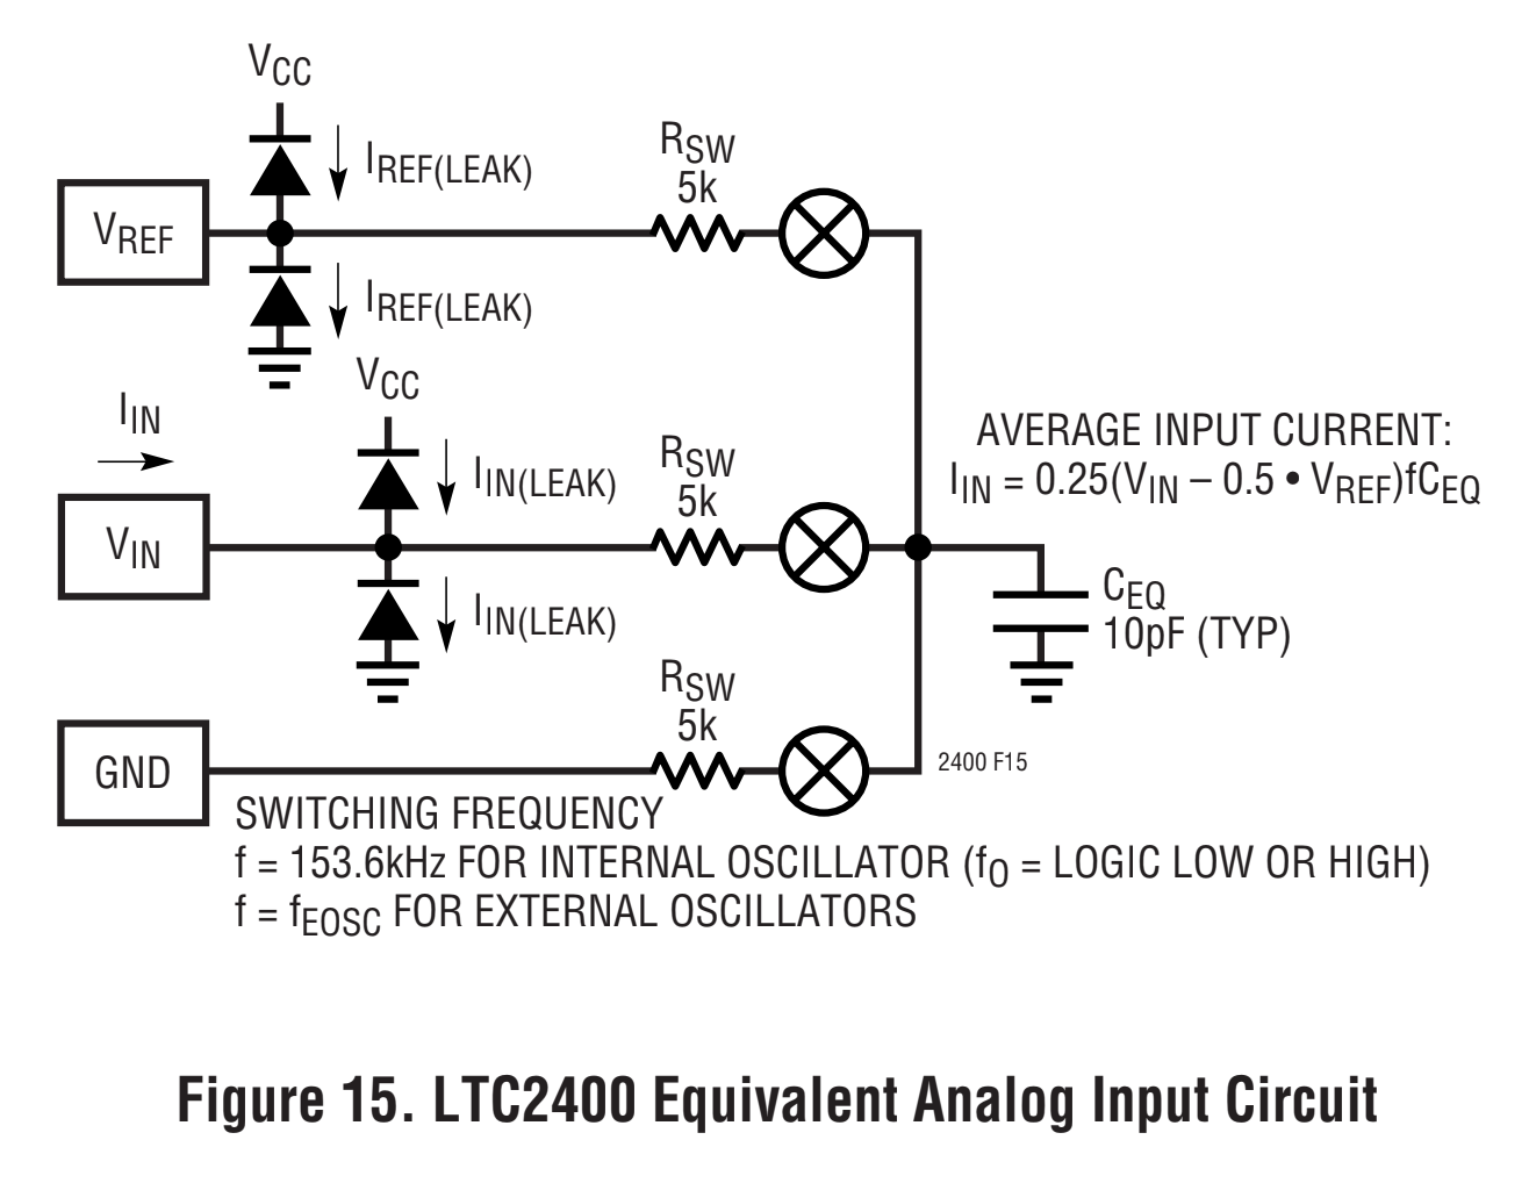 VCC
IREF(LEAK)
RSW
5k
VREF
IREF(LEAK)
VCC
IIN
IIN(LEAK)
RSW
5k
AVERAGE INPUT CURRENT:
IIN = 0.25(VIN – 0.5 • VREF)fCEQ
VIN
IIN(LEAK)
CEQ
10pF (TYP)
RSW
5k
GND
2400 F15
SWITCHING FREQUENCY
f = 153.6kHz FOR INTERNAL OSCILLATOR (fO = LOGIC LOW OR HIGH)
f = fEOSC FOR EXTERNAL OSCILLATORS
Figure 15. LTC2400 Equivalent Analog Input Circuit